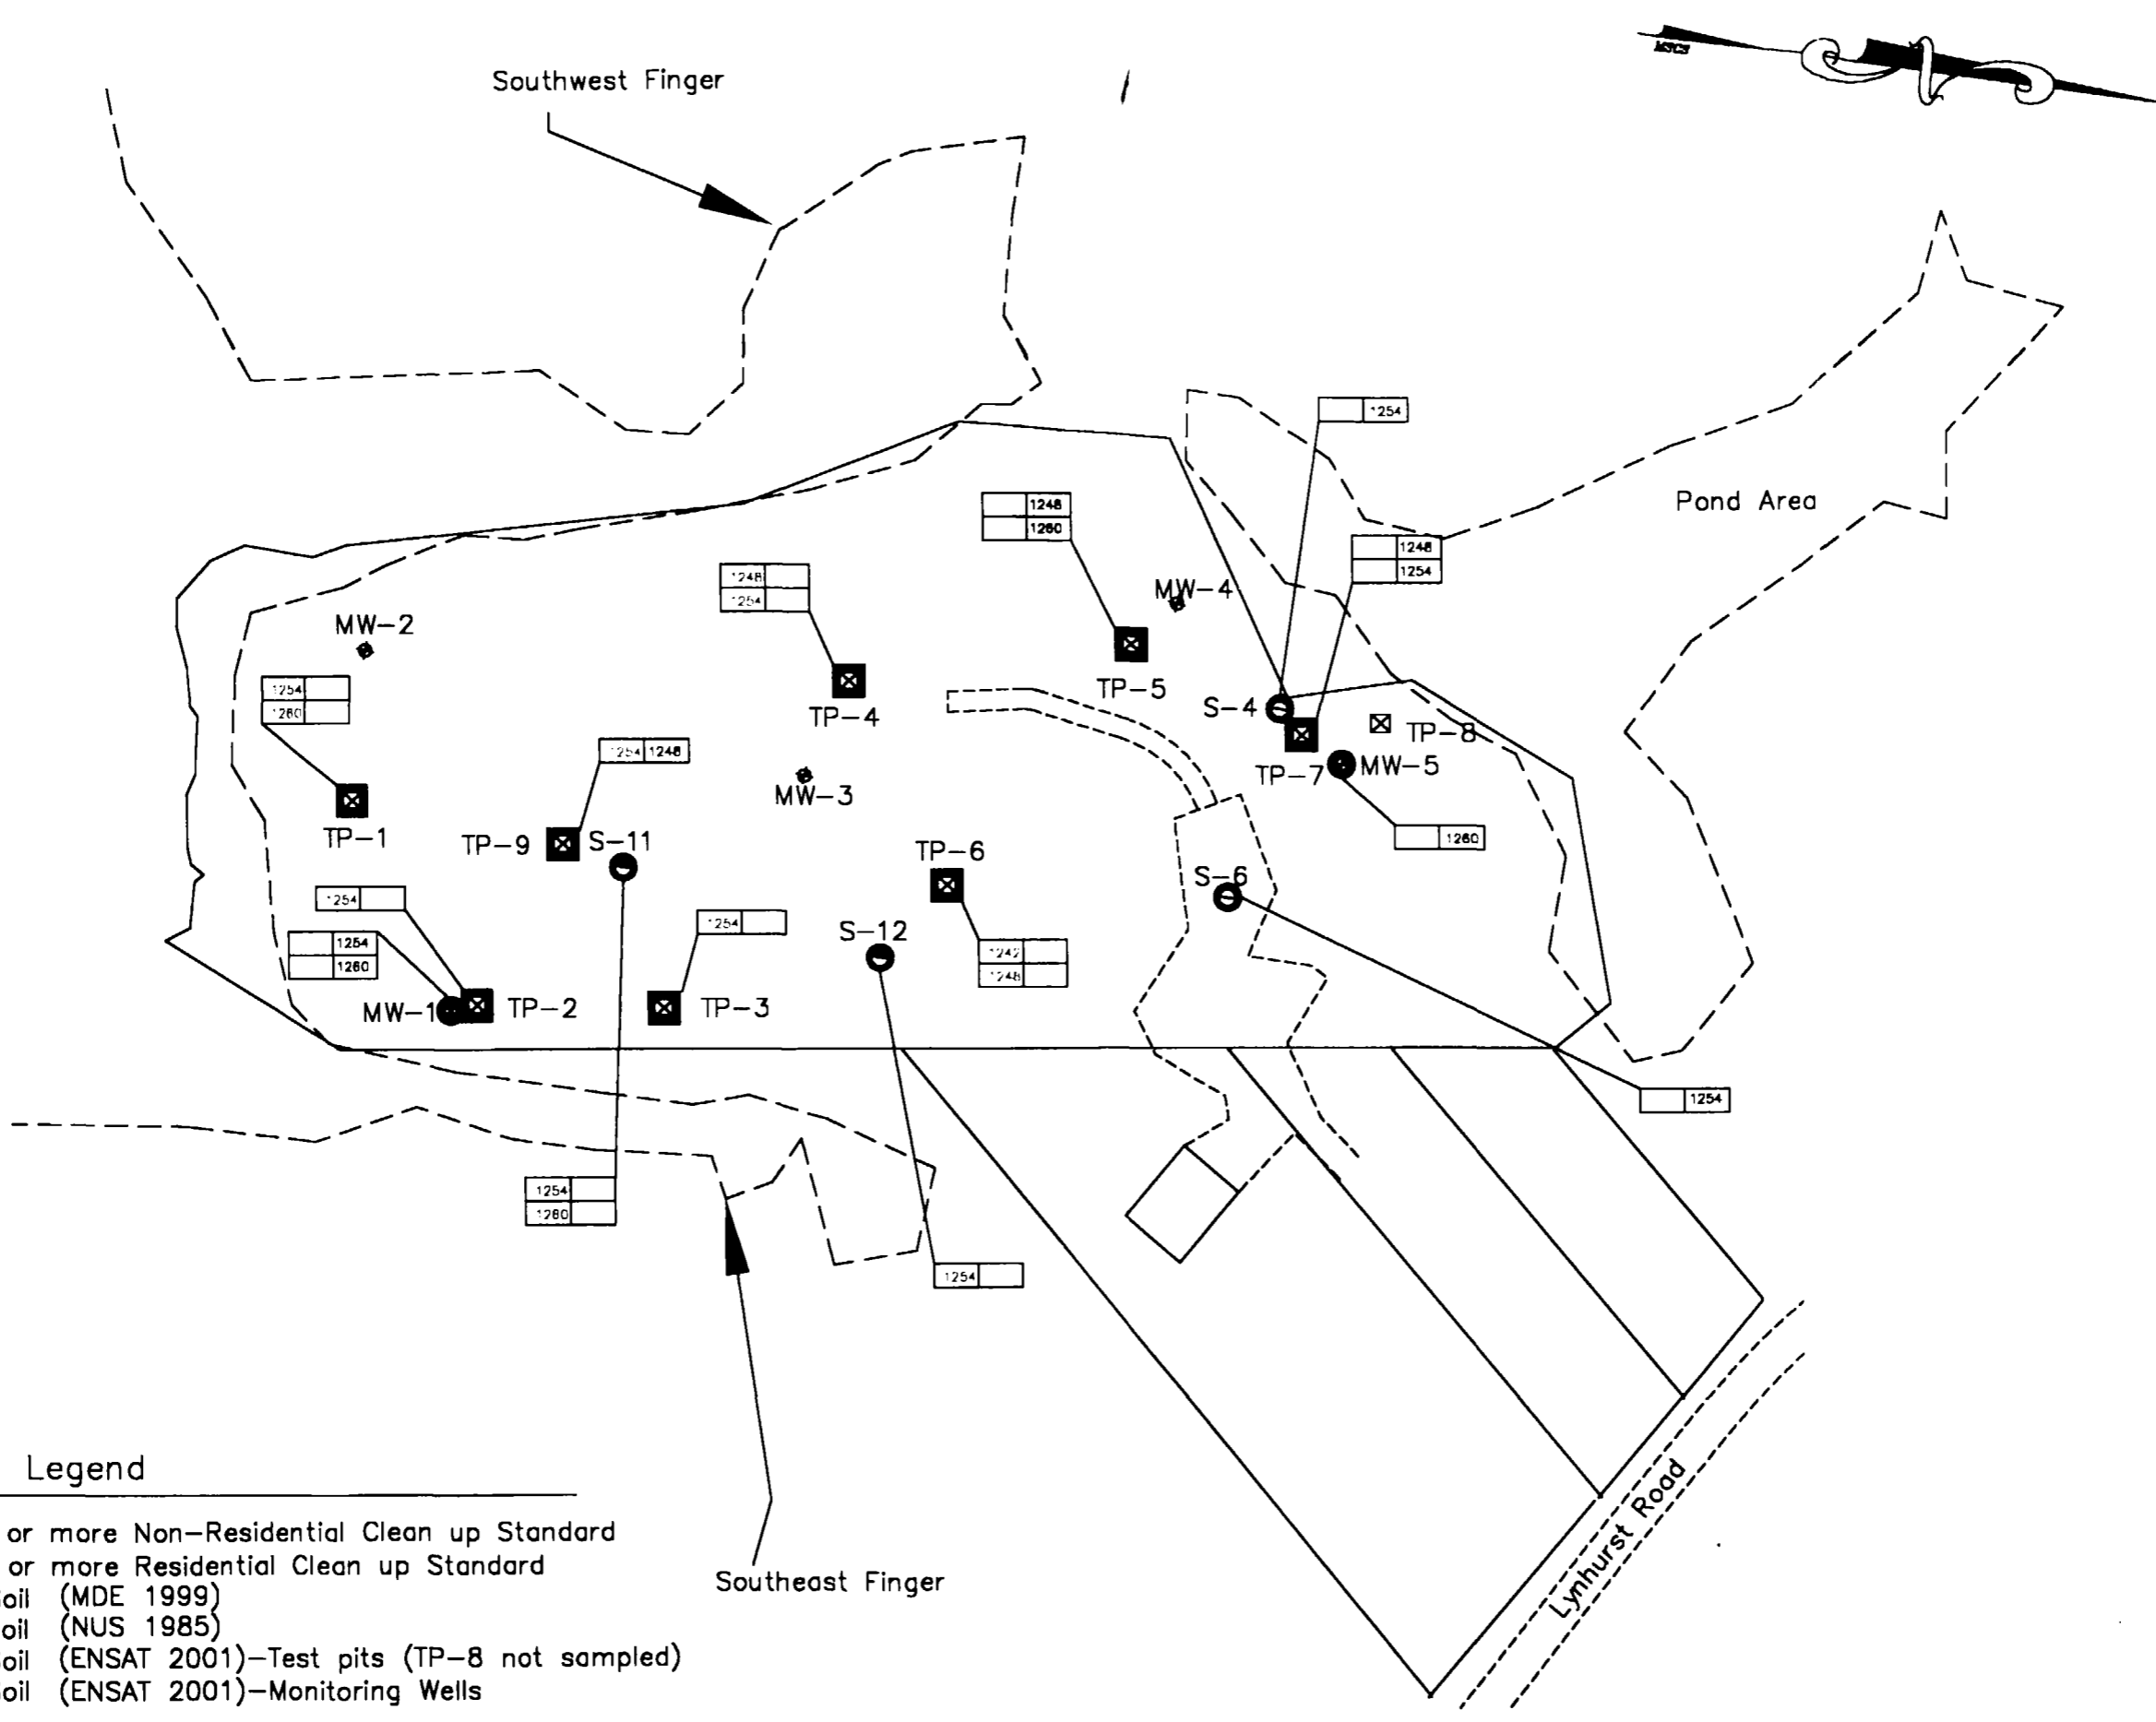 Southwest Finger
1254
Pond Area
1248
1260
1248
1254
1248
1254
MW-4
MW-2
TP-5
1254
1260
TP-4
S-4
TP-8
1254 1248
TP-7
MW-5
MW-3
TP-1
TP-9
S-11
1260
TP-6
S-6
1254
1254
S-12
1254
1260
1242
1248
MW-1
TP-2
TP-3
1254
1254
1260
1254
Legend
or more Non-Residential Clean up Standard
or more Residential Clean up Standard
oil (MDE 1999)
oil (NUS 1985)
oil (ENSAT 2001)-Test pits (TP-8 not sampled)
oil (ENSAT 2001)-Monitoring Wells
Southeast Finger
Lynhurst Road